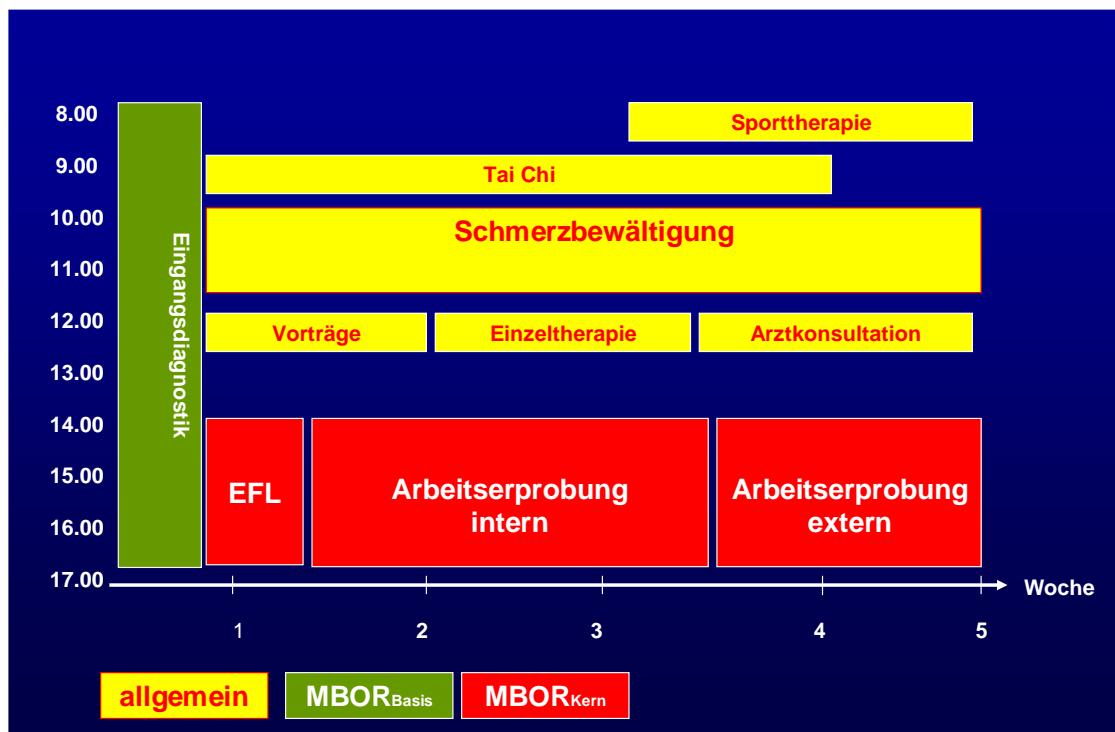 8.00
Sporttherapie
9.00
Tai Chi
10.00
Schmerzbewältigung
11.00
Eingangsdiagnostik
12.00
Vorträge
Einzeltherapie
Arztkonsultation
13.00
14.00
15.00
EFL
Arbeitserprobung
intern
Arbeitserprobung
extern
16.00
17.00
Woche
1
2
3
4
5
allgemein
MBORBasis
MBORKern